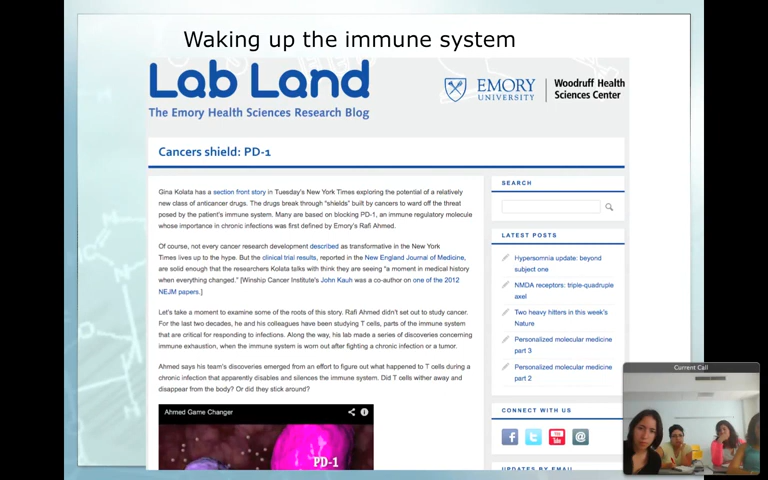 Waking up the immune system
Lab Land
The Emory Health Sciences Research Blog
EMORY
UNIVERSITY
Woodruff Health
Sciences Center
Cancers shield: PD-1
Gina Kolata has a section front story in Tuesday's New York Times exploring the potential of a relatively
new class of anticancer drugs. The drugs break through "shields" built by cancers to ward off the threat
posed by the patient's immune system. Many are based on blocking PD-1, an immune regulatory molecule
whose importance in chronic infections was first defined by Emory's Rafi Ahmed.
Of course, not every cancer research development described as transformative in the New York
Times lives up to the hype. But the clinical trial results, reported in the New England Journal of Medicine,
are solid enough that the researchers Kolata talks with think they are seeing "a moment in medical history
when everything changed." [Winship Cancer Institute's John Kauh was a co-author on one of the 2012
NEJM papers.]
Let's take a moment to examine some of the roots of this story. Rafi Ahmed didn't set out to study cancer.
For the last two decades, he and his colleagues have been studying T cells, parts of the immune system
that are critical for responding to infections. Along the way, his lab made a series of discoveries concerning
immune exhaustion, when the immune system is worn out after fighting a chronic infection or a tumor.
Ahmed says his team's discoveries emerged from an effort to figure out what happened to T cells during a
chronic infection that apparently disables and silences the immune system. Did T cells wither away and
disappear from the body? Or did they stick around?
Ahmed Game Changer
PD-1
SEARCH
LATEST POSTS
Hypersomnia update: beyond
subject one
NMDA receptors: triple-quadruple
axel
Two heavy hitters in this week's
Nature
Personalized molecular medicine
part 3
Personalized molecular medicine
part 2
CONNECT WITH US
UPDATES BY EMAIL
Current Call